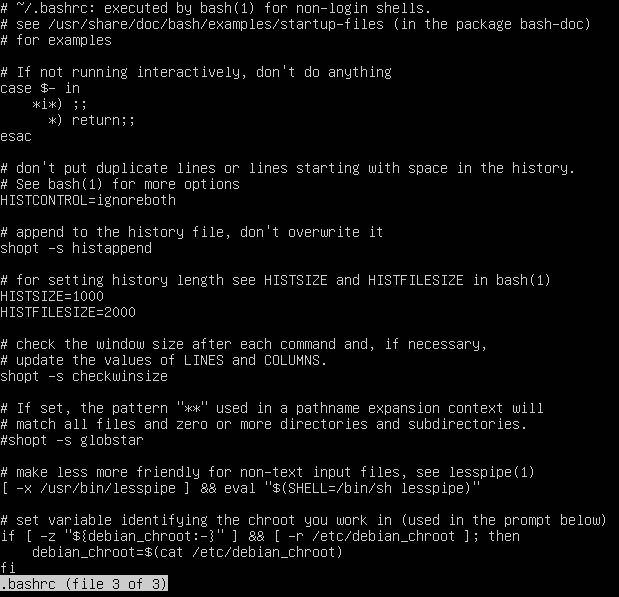 # ~/.bashrc: executed by bash(1) for non-login shells.
# see /usr/share/doc/bash/examples/startup-files (in the package bash-doc)
# for examples

# If not running interactively, don't do anything
case $- in
    *i*) ;;
      *) return;;
esac

# don't put duplicate lines or lines starting with space in the history.
# See bash(1) for more options
HISTCONTROL=ignoreboth

# append to the history file, don't overwrite it
shopt -s histappend

# for setting history length see HISTSIZE and HISTFILESIZE in bash(1)
HISTSIZE=1000
HISTFILESIZE=2000

# check the window size after each command and, if necessary,
# update the values of LINES and COLUMNS.
shopt -s checkwinsize

# If set, the pattern "**" used in a pathname expansion context will
# match all files and zero or more directories and subdirectories.
#shopt -s globstar

# make less more friendly for non-text input files, see lesspipe(1)
[ -x /usr/bin/lesspipe ] && eval "$(SHELL=/bin/sh lesspipe)"

# set variable identifying the chroot you work in (used in the prompt below)
if [ -z "${debian_chroot:-}" ] && [ -r /etc/debian_chroot ]; then
    debian_chroot=$(cat /etc/debian_chroot)
fi
.bashrc (file 3 of 3)